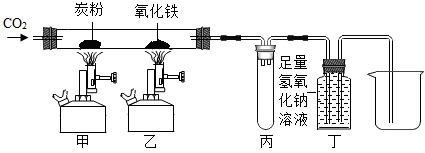 CO2 炭粉 氧化铁
足量
氢氧
化钠
溶液
甲 乙 丙 丁